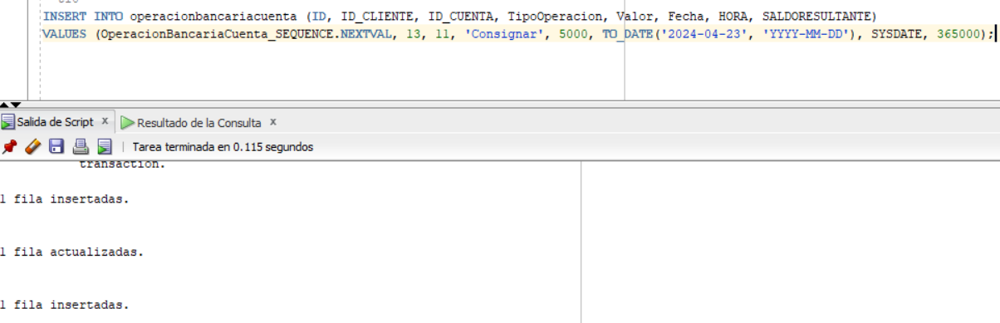 INSERT INTO operacionbancariacuenta (ID, ID_CLIENTE, ID_CUENTA, TipoOperacion, Valor, Fecha, HORA, SALDORESULTANTE)
VALUES (OperacionBancariaCuenta_SEQUENCE.NEXTVAL, 13, 11, 'Consignar', 5000, TO_DATE('2024-04-23', 'YYYY-MM-DD'), SYSDATE, 365000);
Salida de Script x Resultado de la Consulta x
Tarea terminada en 0.115 segundos
transaction.
1 fila insertadas.
1 fila actualizadas.
1 fila insertadas.